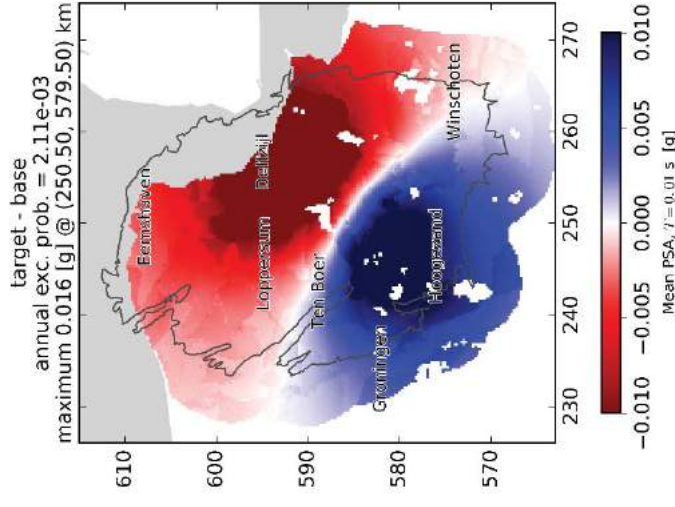 target - base
annual exc. prob. = 2.11e-03
maximum 0.016 [g] @ (250.50, 579.50) km
610
600
590
580
570
Eemshaven
Loppersum
Delfzijl
Ten Boer
Groningen
Hoogezand
Winschoten
230
240
250
260
270
−0.010
−0.005
0.000
0.005
0.010
Mean PSA, T = 0.01 s [g]